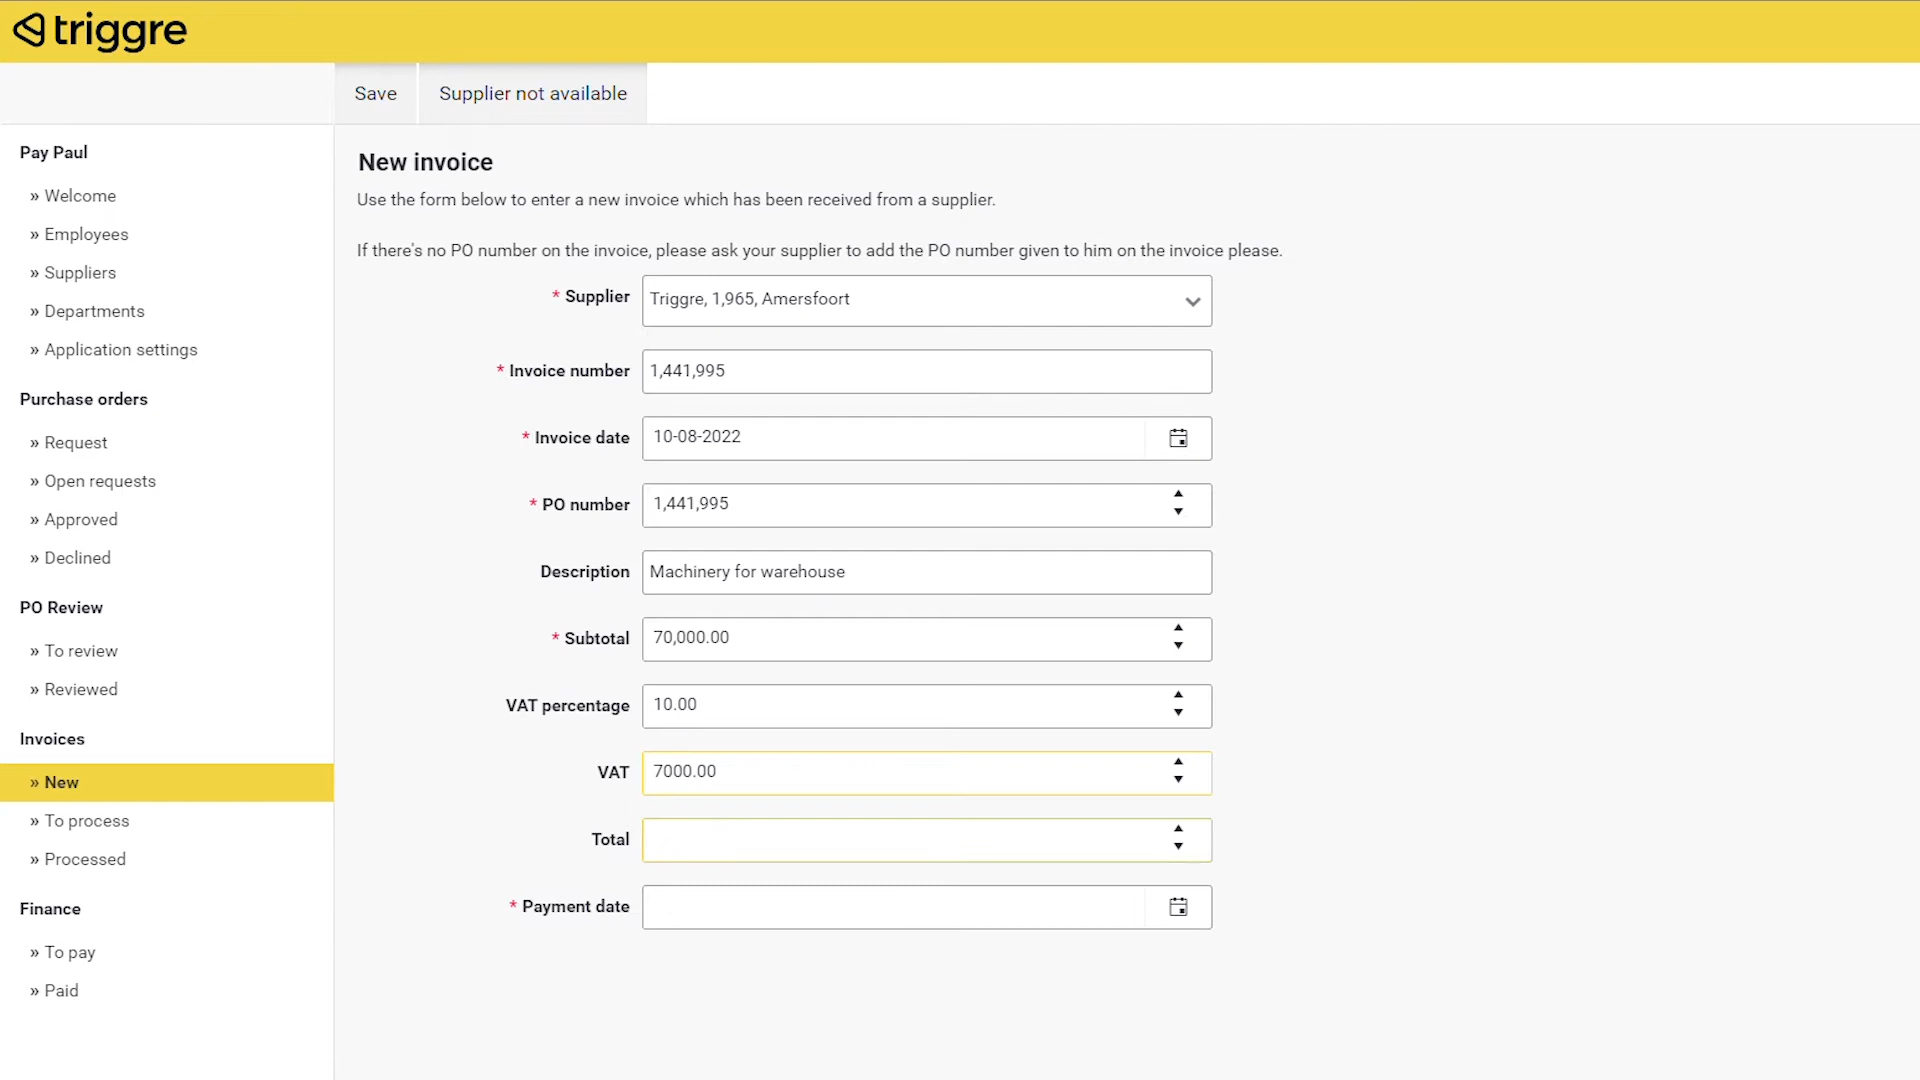 triggre
Save
Supplier not available
Pay Paul
» Welcome
» Employees
» Suppliers
» Departments
» Application settings
Purchase orders
» Request
» Open requests
» Approved
» Declined
PO Review
» To review
» Reviewed
Invoices
» New
» To process
» Processed
Finance
» To pay
» Paid
New invoice
Use the form below to enter a new invoice which has been received from a supplier.
If there's no PO number on the invoice, please ask your supplier to add the PO number given to him on the invoice please.
* Supplier Triggre, 1,965, Amersfoort
* Invoice number 1,441,995
* Invoice date 10-08-2022
* PO number 1,441,995
Description Machinery for warehouse
* Subtotal 70,000.00
VAT percentage 10.00
VAT 7000.00
Total
* Payment date